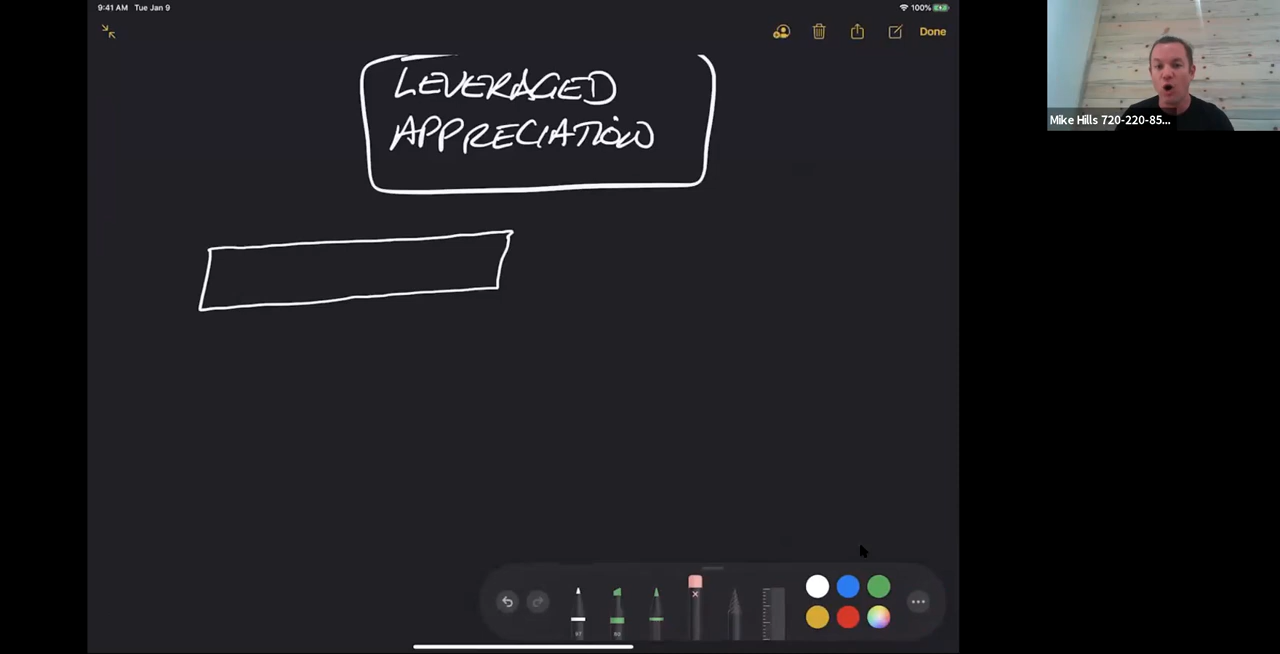 9:41 AM Tue Jan 9
100%
Done
LEVERAGED
APPRECIATION
Mike Hills 720-220-85...